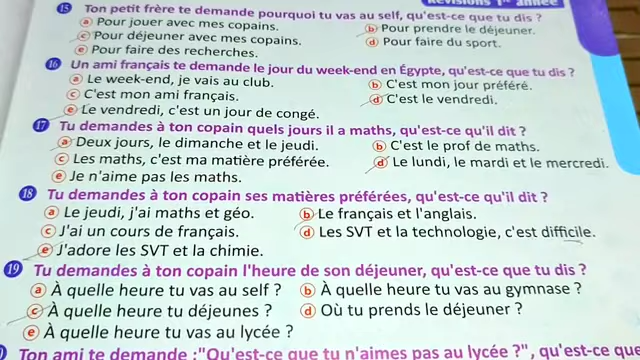 Révisions 1re année
15 Ton petit frère te demande pourquoi tu vas au self, qu'est-ce que tu dis ?
a Pour jouer avec mes copains. b Pour prendre le déjeuner.
c Pour déjeuner avec mes copains. d Pour faire du sport.
e Pour faire des recherches.
16 Un ami français te demande le jour du week-end en Égypte, qu'est-ce que tu dis ?
a Le week-end, je vais au club. b C'est mon jour préféré.
c C'est mon ami français. d C'est le vendredi.
e Le vendredi, c'est un jour de congé.
17 Tu demandes à ton copain quels jours il a maths, qu'est-ce qu'il dit ?
a Deux jours, le dimanche et le jeudi. b C'est le prof de maths.
c Les maths, c'est ma matière préférée. d Le lundi, le mardi et le mercredi.
e Je n'aime pas les maths.
18 Tu demandes à ton copain ses matières préférées, qu'est-ce qu'il dit ?
a Le jeudi, j'ai maths et géo. b Le français et l'anglais.
c J'ai un cours de français. d Les SVT et la technologie, c'est difficile.
e J'adore les SVT et la chimie.
19 Tu demandes à ton copain l'heure de son déjeuner, qu'est-ce que tu dis ?
a À quelle heure tu vas au self ? b À quelle heure tu vas au gymnase ?
c À quelle heure tu déjeunes ? d Où tu prends le déjeuner ?
e À quelle heure tu vas au lycée ?
Ton ami te demande :"Qu'est-ce que tu n'aimes pas au lycée ?", qu'est-ce que